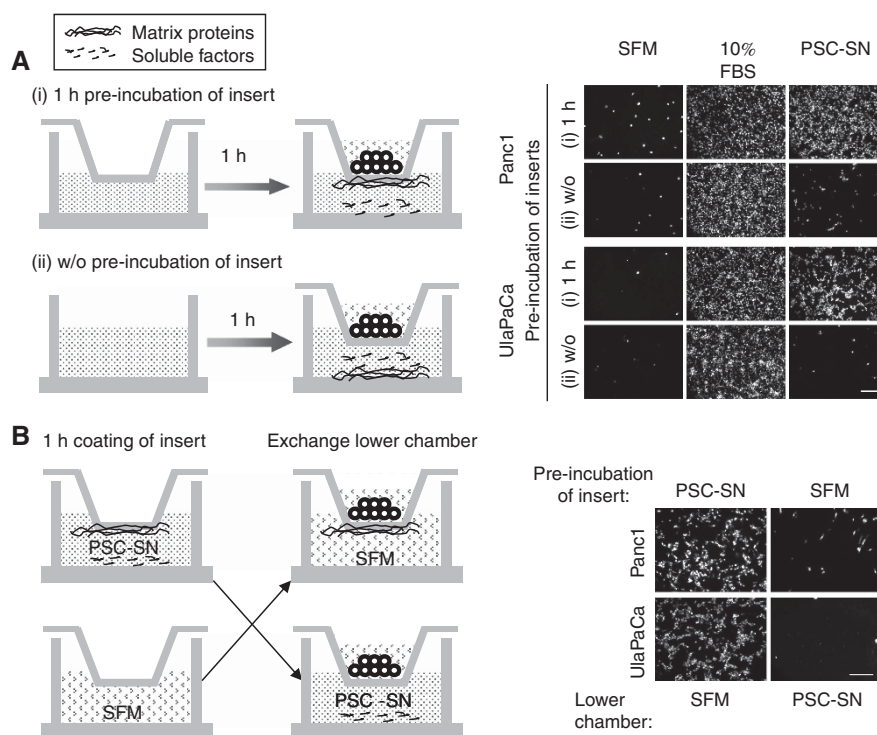 Matrix proteins
Soluble factors
A
(i) 1 h pre-incubation of insert
1 h
(ii) w/o pre-incubation of insert
1 h
SFM
10%
FBS
PSC-SN
Pre-incubation of inserts
Panc1
(i) 1 h
(ii) w/o
UlaPaCa
(i) 1 h
(ii) w/o
B
1 h coating of insert
Exchange lower chamber
PSC-SN
SFM
SFM
PSC -SN
Pre-incubation
of insert:
PSC-SN
SFM
Panc1
UlaPaCa
Lower
chamber:
SFM
PSC-SN